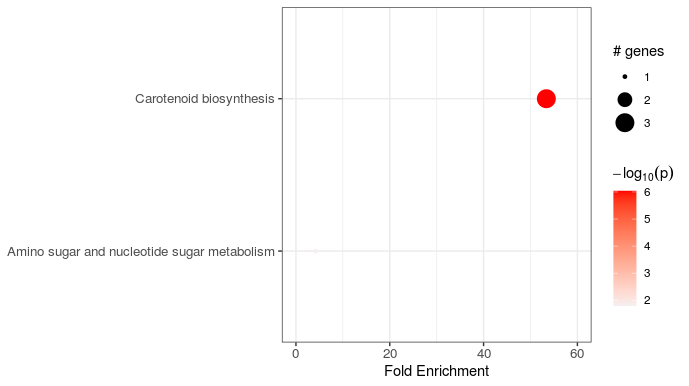 # genes
1
Carotenoid biosynthesis
2
3
−log10(p)
6
5
4
Amino sugar and nucleotide sugar metabolism
3
2
0 20 40 60
Fold Enrichment